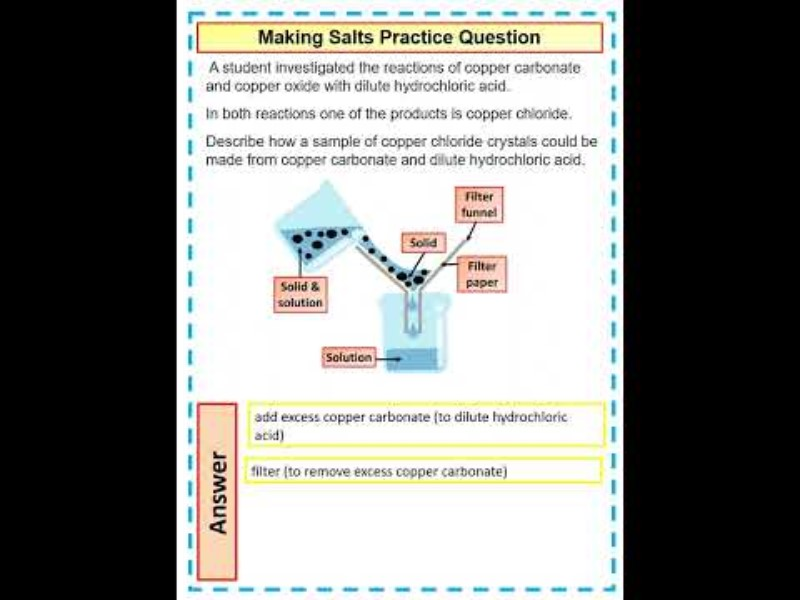 Making Salts Practice Question
A student investigated the reactions of copper carbonate
and copper oxide with dilute hydrochloric acid.
In both reactions one of the products is copper chloride.
Describe how a sample of copper chloride crystals could be
made from copper carbonate and dilute hydrochloric acid.
Filter
funnel
Solid
Filter
paper
Solid &
solution
Solution
Answer
add excess copper carbonate (to dilute hydrochloric
acid)
filter (to remove excess copper carbonate)